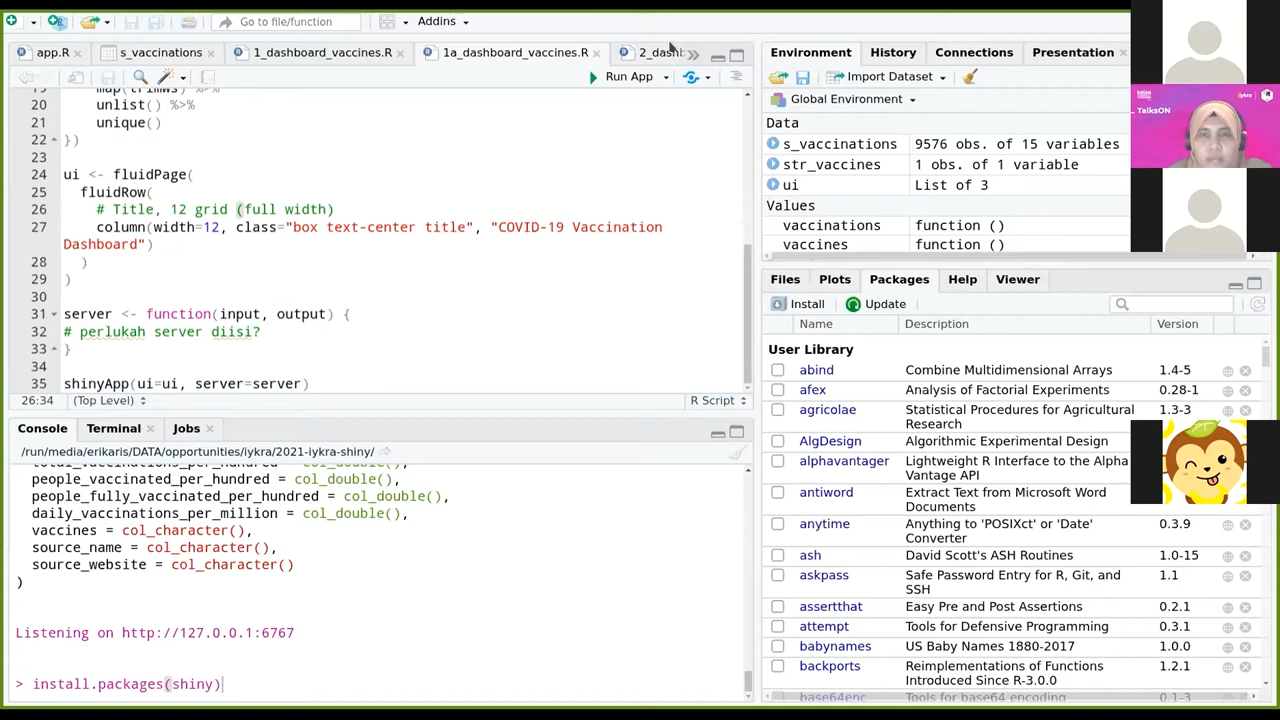 Go to file/function
Addins
app.R
s_vaccinations
1_dashboard_vaccines.R
1a_dashboard_vaccines.R
Run App
20 unlist() %>%
21 unique()
22 })
23
24 ui <- fluidPage(
25 fluidRow(
26 # Title, 12 grid (full width)
27 column(width=12, class="box text-center title", "COVID-19 Vaccination
Dashboard")
28 )
29 )
30
31 server <- function(input, output) {
32 # perlukah server diisi?
33 }
34
35 shinyApp(ui=ui, server=server)
26:34 (Top Level) R Script
Console Terminal Jobs
/run/media/erikaris/DATA/opportunities/iykra/2021-iykra-shiny/
total_vaccinations_per_hundred = col_double(),
people_vaccinated_per_hundred = col_double(),
people_fully_vaccinated_per_hundred = col_double(),
daily_vaccinations_per_million = col_double(),
vaccines = col_character(),
source_name = col_character(),
source_website = col_character()
)
Listening on http://127.0.0.1:6767
> install.packages(shiny)
Environment History Connections Presentation
Import Dataset
Global Environment
Data
s_vaccinations 9576 obs. of 15 variables
str_vaccines 1 obs. of 1 variable
ui List of 3
Values
vaccinations function ()
vaccines function ()
Files Plots Packages Help Viewer
Install Update
Name Description Version
User Library
abind Combine Multidimensional Arrays 1.4-5
afex Analysis of Factorial Experiments 0.28-1
agricolae Statistical Procedures for Agricultural Research 1.3-3
AlgDesign Algorithmic Experimental Design
alphavantager Lightweight R Interface to the Alpha Vantage API
antiword Extract Text from Microsoft Word Documents
anytime Anything to 'POSIXct' or 'Date' Converter 0.3.9
ash David Scott's ASH Routines 1.0-15
askpass Safe Password Entry for R, Git, and SSH 1.1
assertthat Easy Pre and Post Assertions 0.2.1
attempt Tools for Defensive Programming 0.3.1
babynames US Baby Names 1880-2017 1.0.0
backports Reimplementations of Functions Introduced Since R-3.0.0 1.2.1
base64enc Tools for base64 encoding 0.1-3
iykra
TalksON